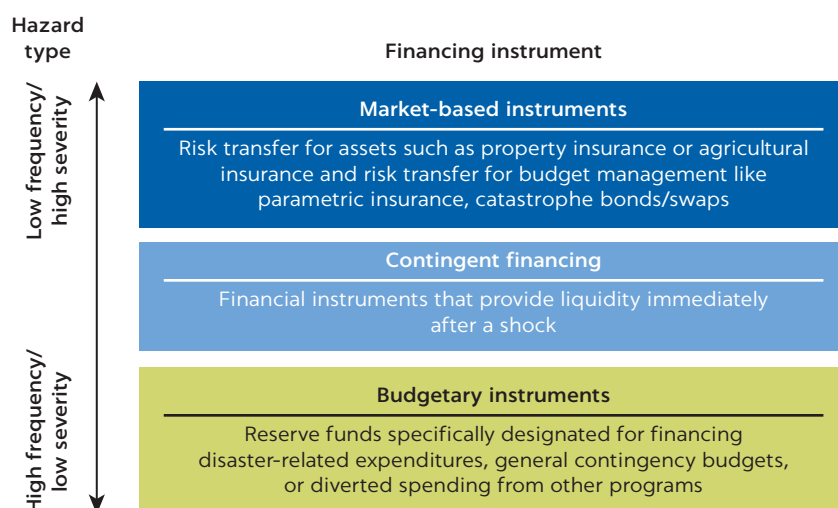 Hazard
type
Financing instrument
Low frequency/
high severity
Market-based instruments
Risk transfer for assets such as property insurance or agricultural
insurance and risk transfer for budget management like
parametric insurance, catastrophe bonds/swaps
Contingent financing
Financial instruments that provide liquidity immediately
after a shock
High frequency/
low severity
Budgetary instruments
Reserve funds specifically designated for financing
disaster-related expenditures, general contingency budgets,
or diverted spending from other programs